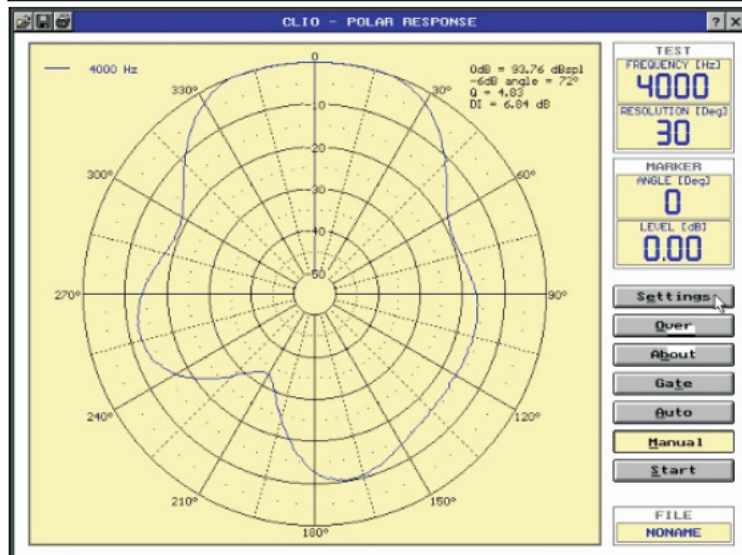 CLIO - POLAR RESPONSE
? X
4000 Hz
0dB = 93.76 dBspl
-6dB angle = 72°
Q = 4.83
DI = 6.84 dB
0
330°
30°
-10
-20
300°
60°
-30
-40
-50
270°
90°
240°
120°
210°
150°
180°
TEST
FREQUENCY [Hz]
4000
RESOLUTION [Deg]
30
MARKER
ANGLE [Deg]
0
LEVEL [dB]
0.00
Settings
Over
About
Gate
Auto
Manual
Start
FILE
NONAME